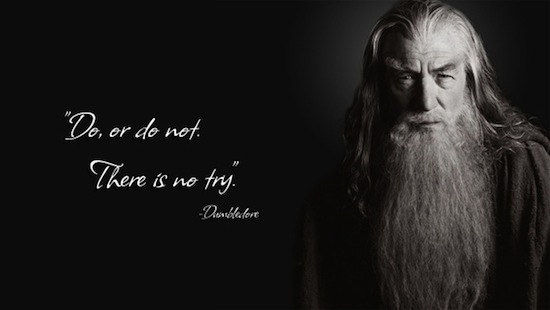 "Do, or do not.
There is no try".
-Dumbledore